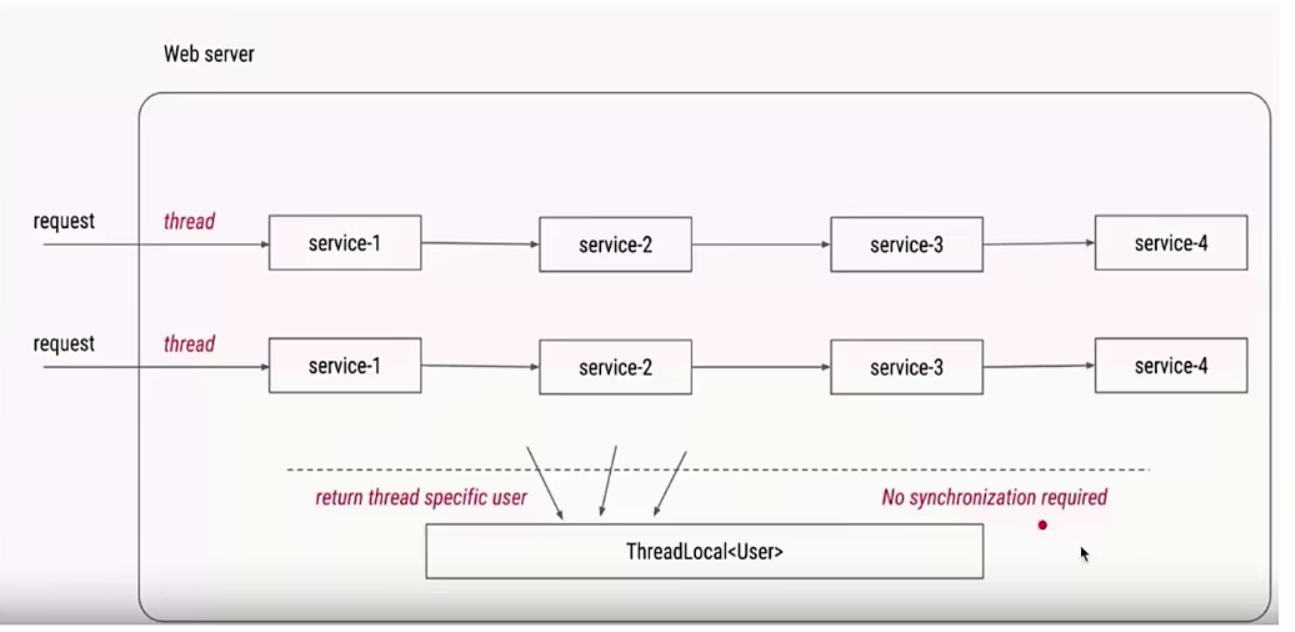 Web server
request thread service-1 service-2 service-3 service-4
request thread service-1 service-2 service-3 service-4
return thread specific user No synchronization required
ThreadLocal<User>